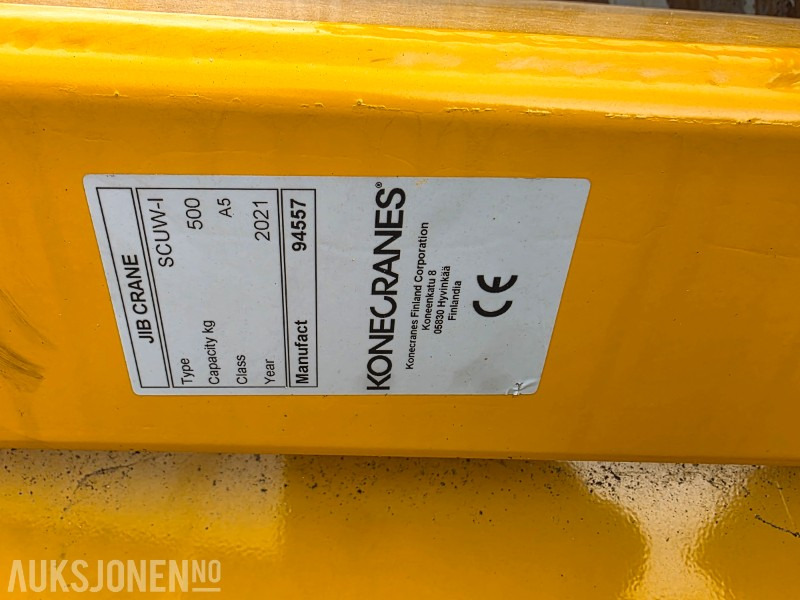 JIB CRANE
Type SCUW-I
Capacity kg 500
Class A5
Year 2021
Manufact 94557
KONECRANES®
Konecranes Finland Corporation
Koneenkatu 8
05830 Hyvinkää
Finlandia
CE
AUKSJONEN.NO